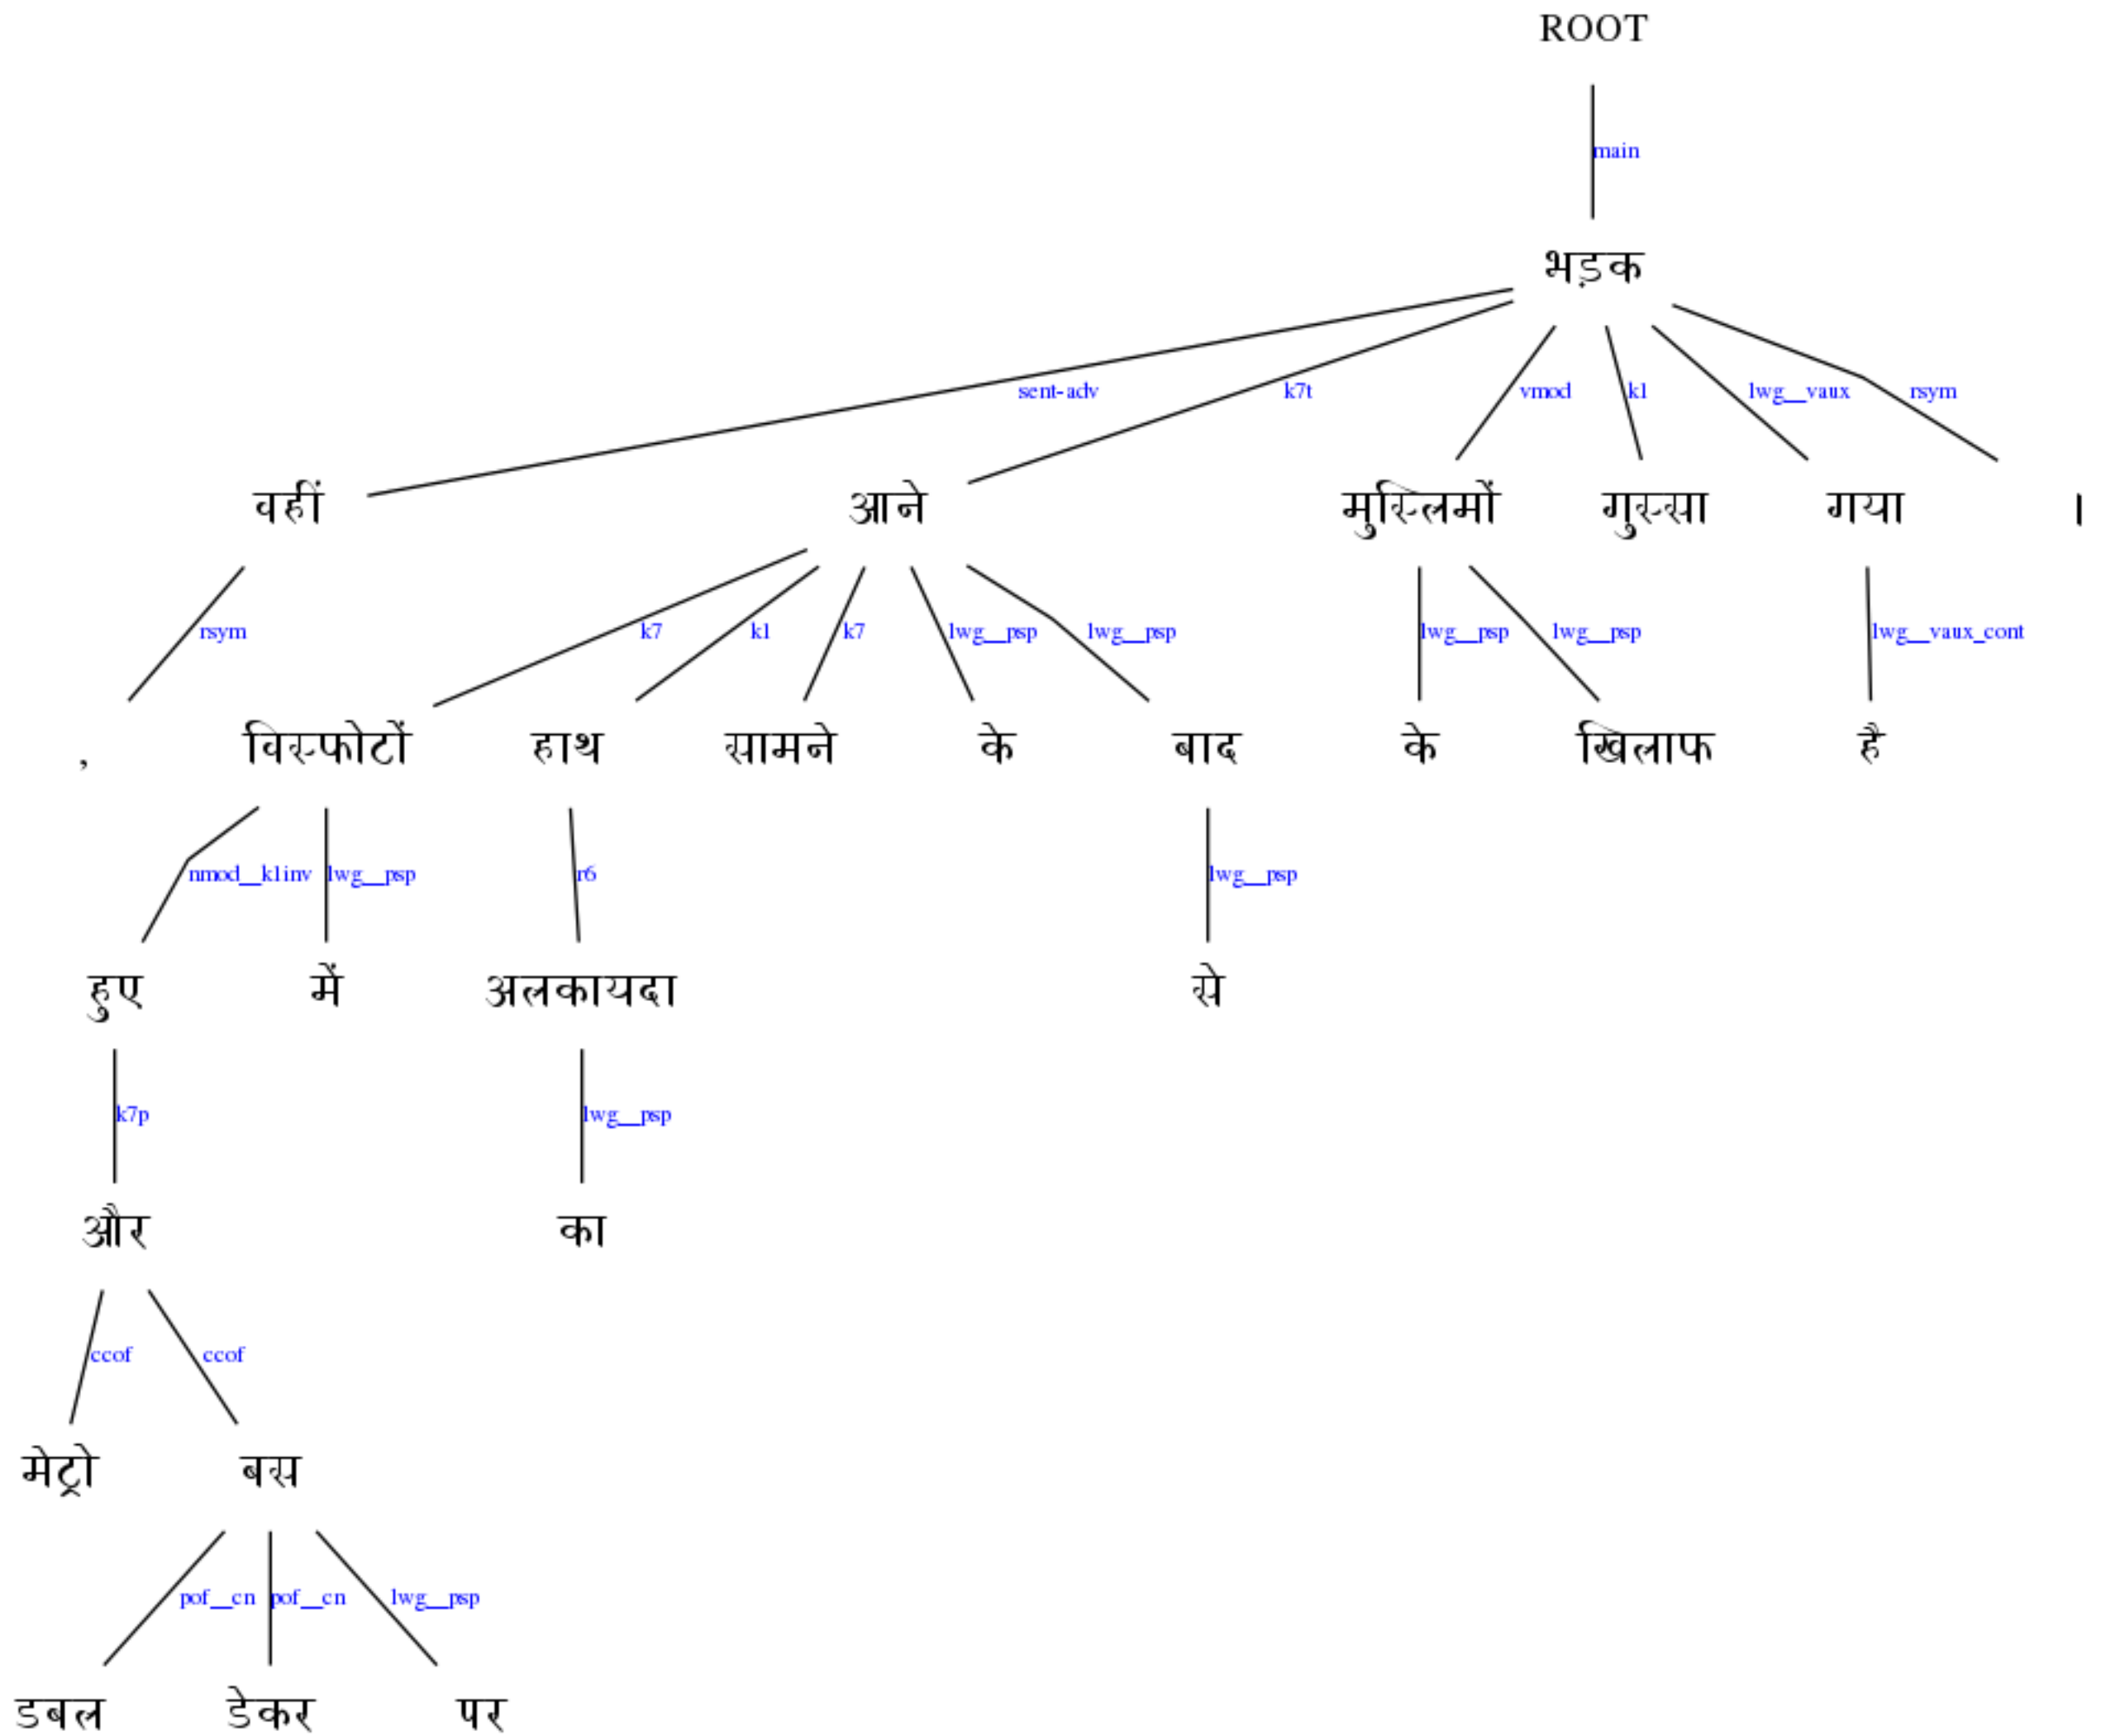 ROOT
main
भड़क
sent-adv k7t vmod k1 lwg__vaux rsym
वहीं आने मुस्लिमों गुस्सा गया ।
rsym k7 k1 k7 lwg__psp lwg__psp lwg__psp lwg__psp lwg__vaux_cont
, विस्फोटों हाथ सामने के बाद के खिलाफ है
nmod__k1inv lwg__psp r6 lwg__psp
हुए में अलकायदा से
k7p lwg__psp
और का
ccof ccof
मेट्रो बस
pof__cn pof__cn lwg__psp
डबल डेकर पर